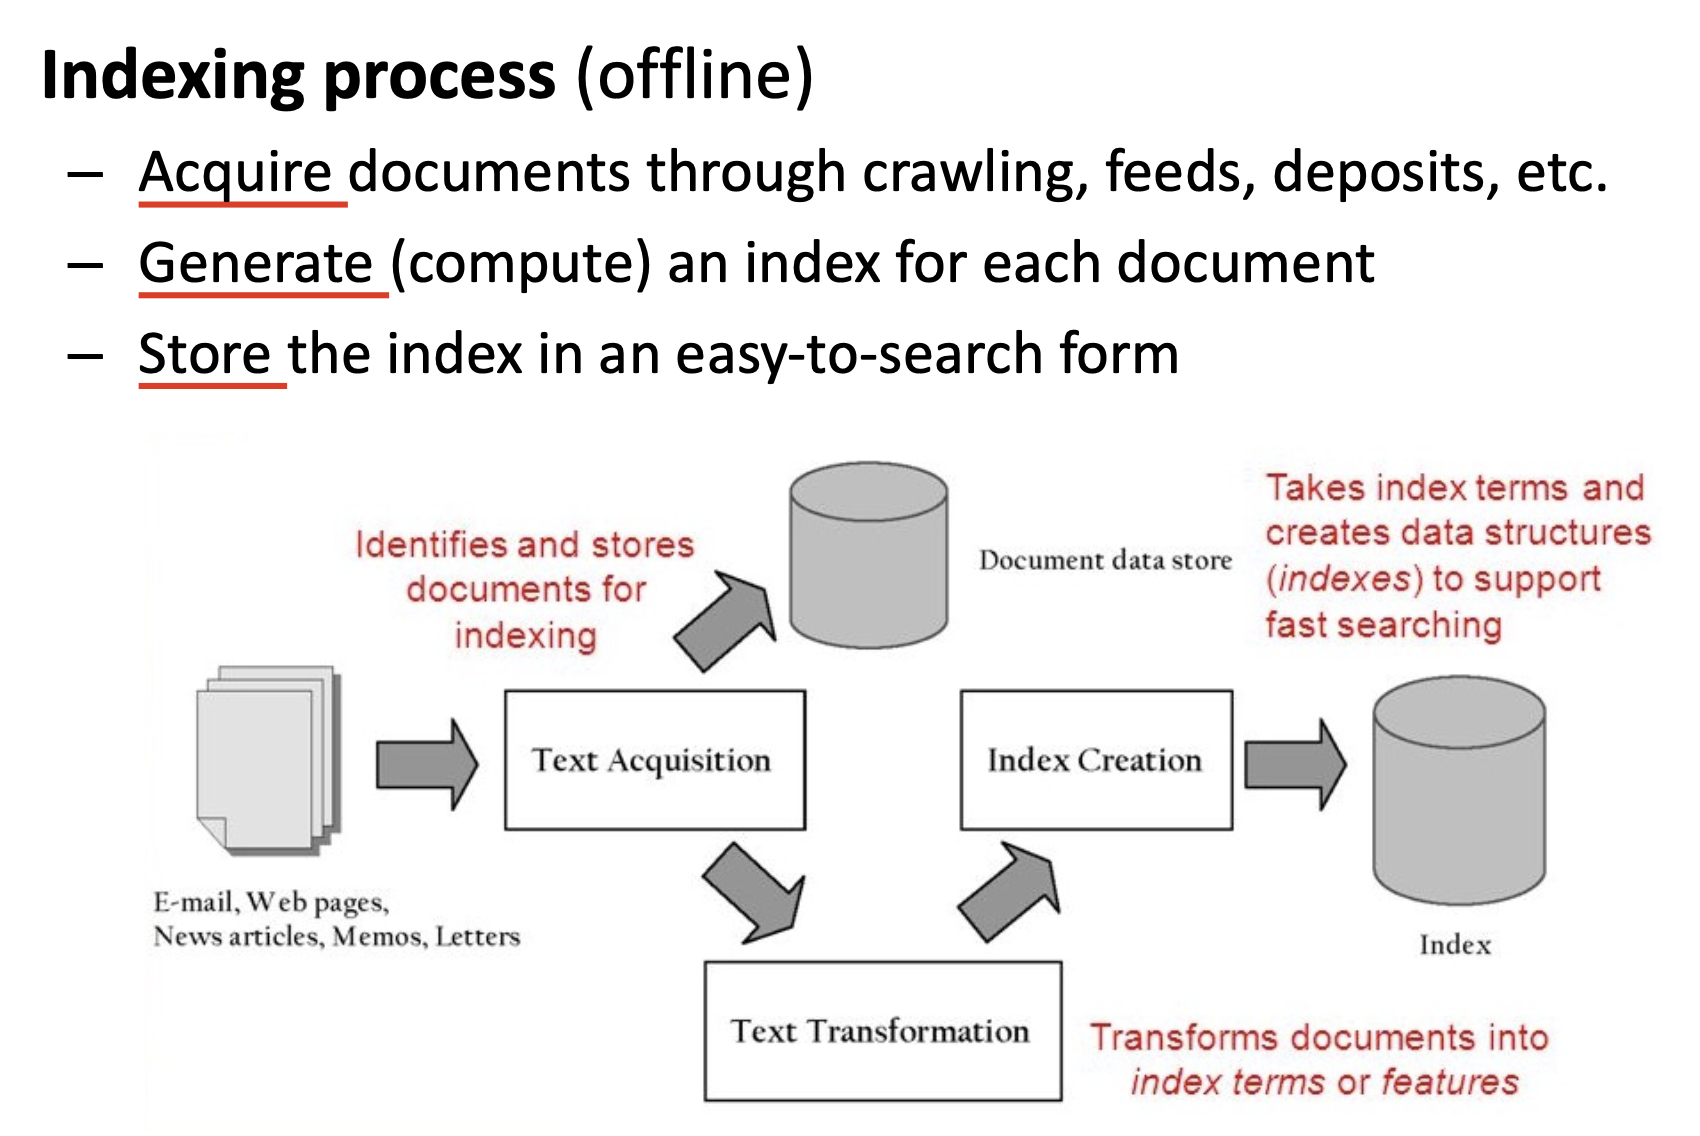 Indexing process (offline)
– Acquire documents through crawling, feeds, deposits, etc.
– Generate (compute) an index for each document
– Store the index in an easy-to-search form
Identifies and stores
documents for
indexing
Document data store
Takes index terms and
creates data structures
(indexes) to support
fast searching
Text Acquisition
Index Creation
E-mail, Web pages,
News articles, Memos, Letters
Index
Text Transformation
Transforms documents into
index terms or features